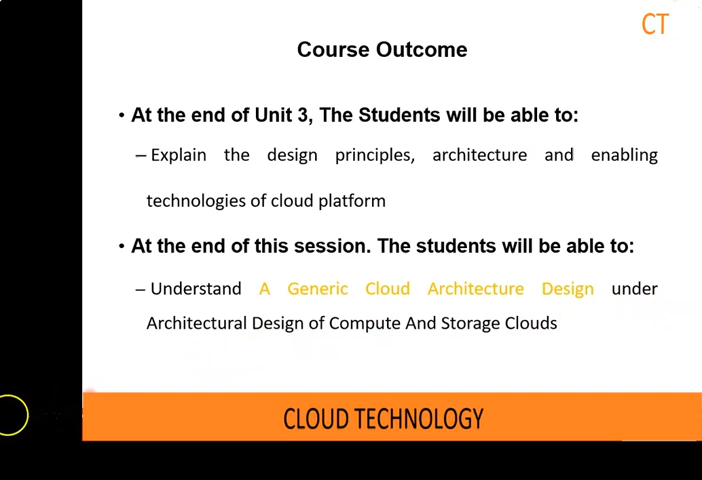 CT
Course Outcome
• At the end of Unit 3, The Students will be able to:
– Explain the design principles, architecture and enabling
technologies of cloud platform
• At the end of this session. The students will be able to:
– Understand A Generic Cloud Architecture Design under
Architectural Design of Compute And Storage Clouds
CLOUD TECHNOLOGY